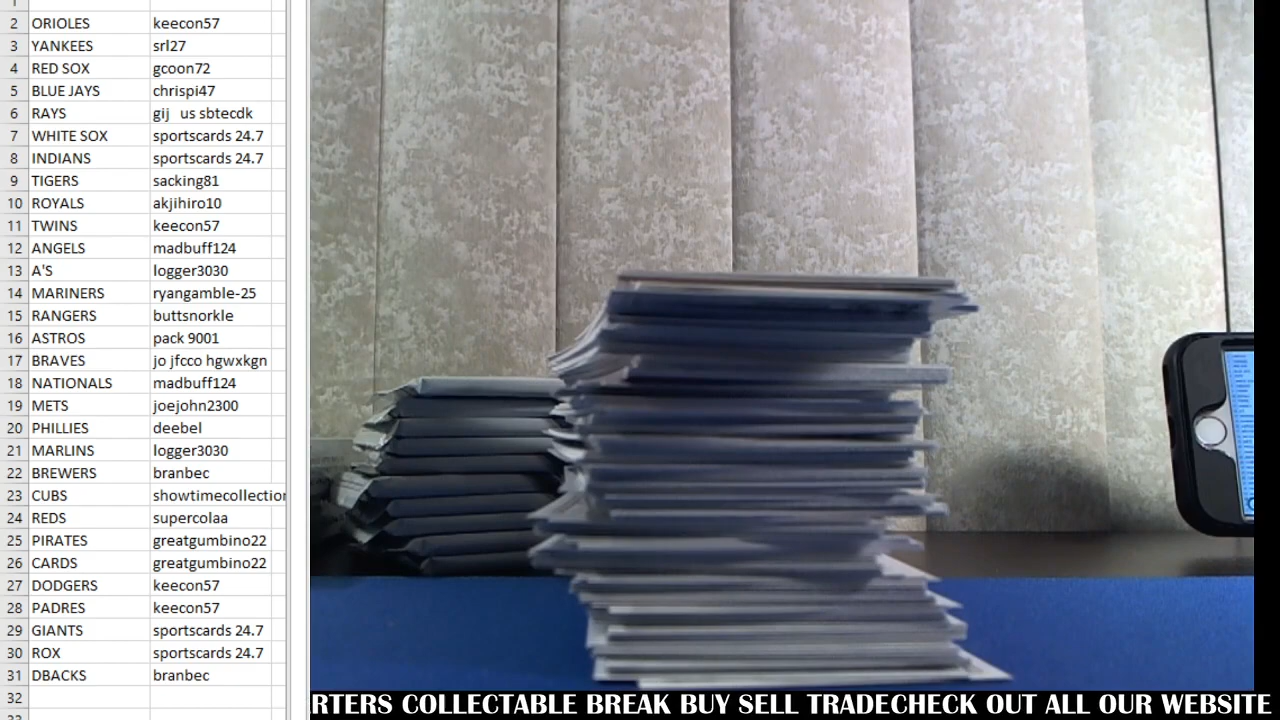 1
2 ORIOLES keecon57
3 YANKEES srl27
4 RED SOX gcoon72
5 BLUE JAYS chrispi47
6 RAYS gij us sbtecdk
7 WHITE SOX sportscards 24.7
8 INDIANS sportscards 24.7
9 TIGERS sacking81
10 ROYALS akjihiro10
11 TWINS keecon57
12 ANGELS madbuff124
13 A'S logger3030
14 MARINERS ryangamble-25
15 RANGERS buttsnorkle
16 ASTROS pack 9001
17 BRAVES jo jfcco hgwxkgn
18 NATIONALS madbuff124
19 METS joejohn2300
20 PHILLIES deebel
21 MARLINS logger3030
22 BREWERS branbec
23 CUBS showtimecollection
24 REDS supercolaa
25 PIRATES greatgumbino22
26 CARDS greatgumbino22
27 DODGERS keecon57
28 PADRES keecon57
29 GIANTS sportscards 24.7
30 ROX sportscards 24.7
31 DBACKS branbec
32
33
RTERS COLLECTABLE BREAK BUY SELL TRADECHECK OUT ALL OUR WEBSITE